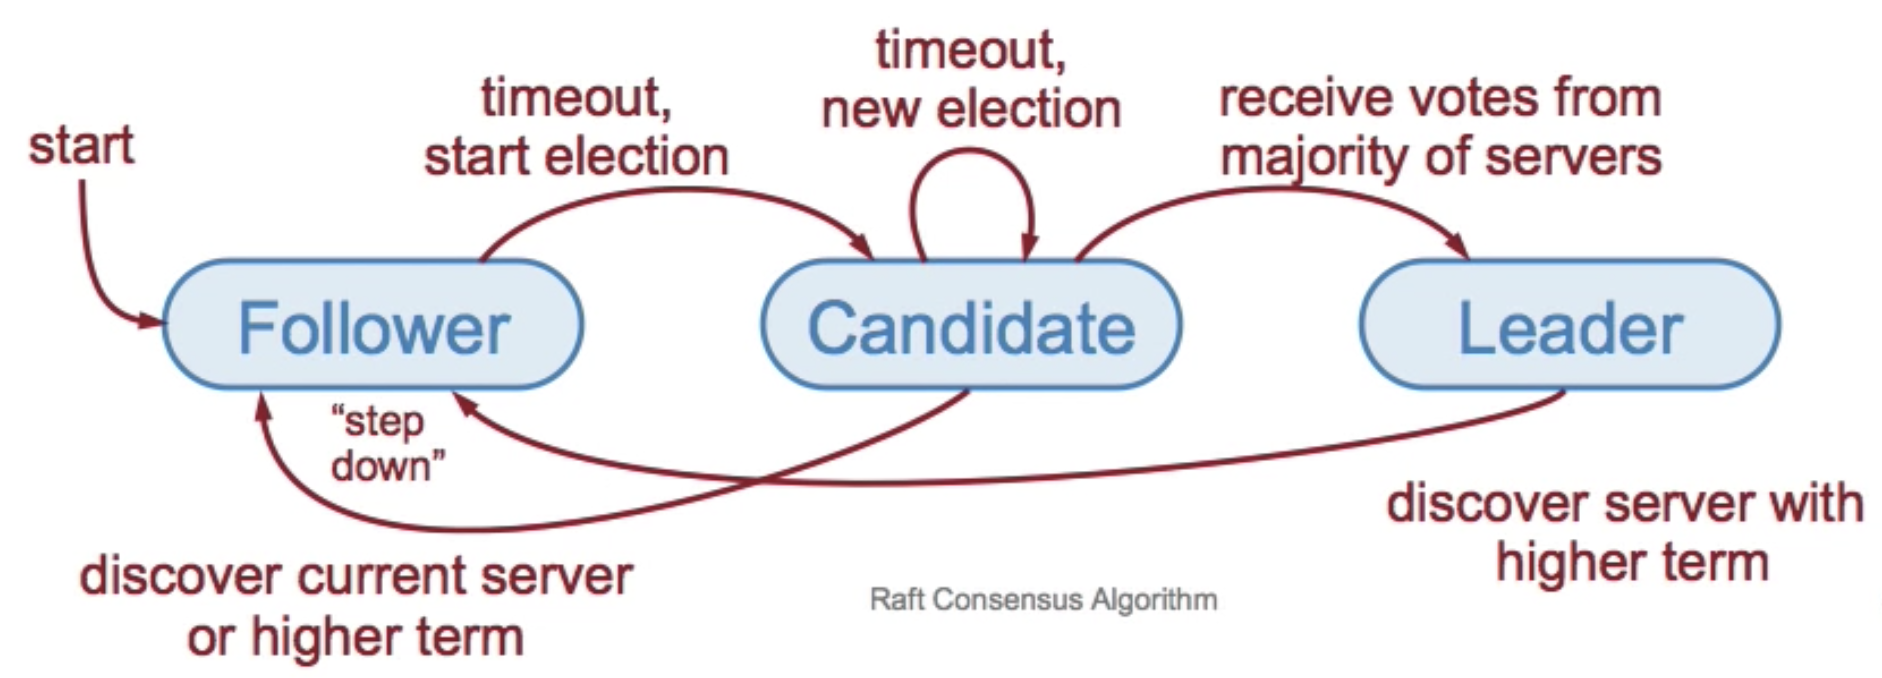 start
timeout,
start election
timeout,
new election
receive votes from
majority of servers
Follower
Candidate
Leader
“step
down”
discover current server
or higher term
discover server with
higher term
Raft Consensus Algorithm